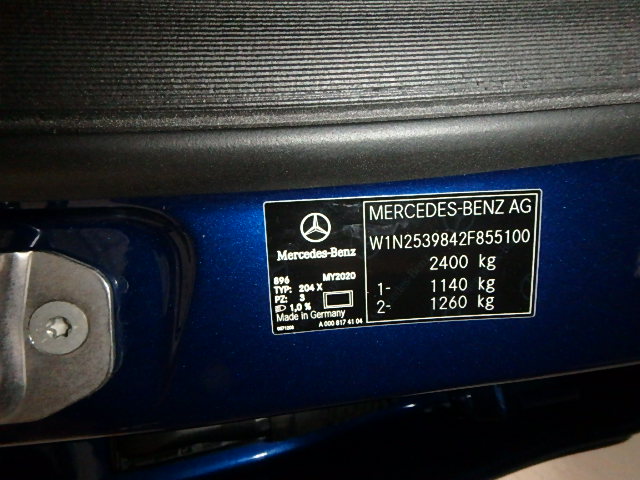 Mercedes-Benz
896 MY2020
TYP: 204 X
PZ: 3
1,0 %
Made in Germany
A 000 817 41 04
MERCEDES-BENZ AG
W1N2539842F855100
2400 kg
1- 1140 kg
2- 1260 kg